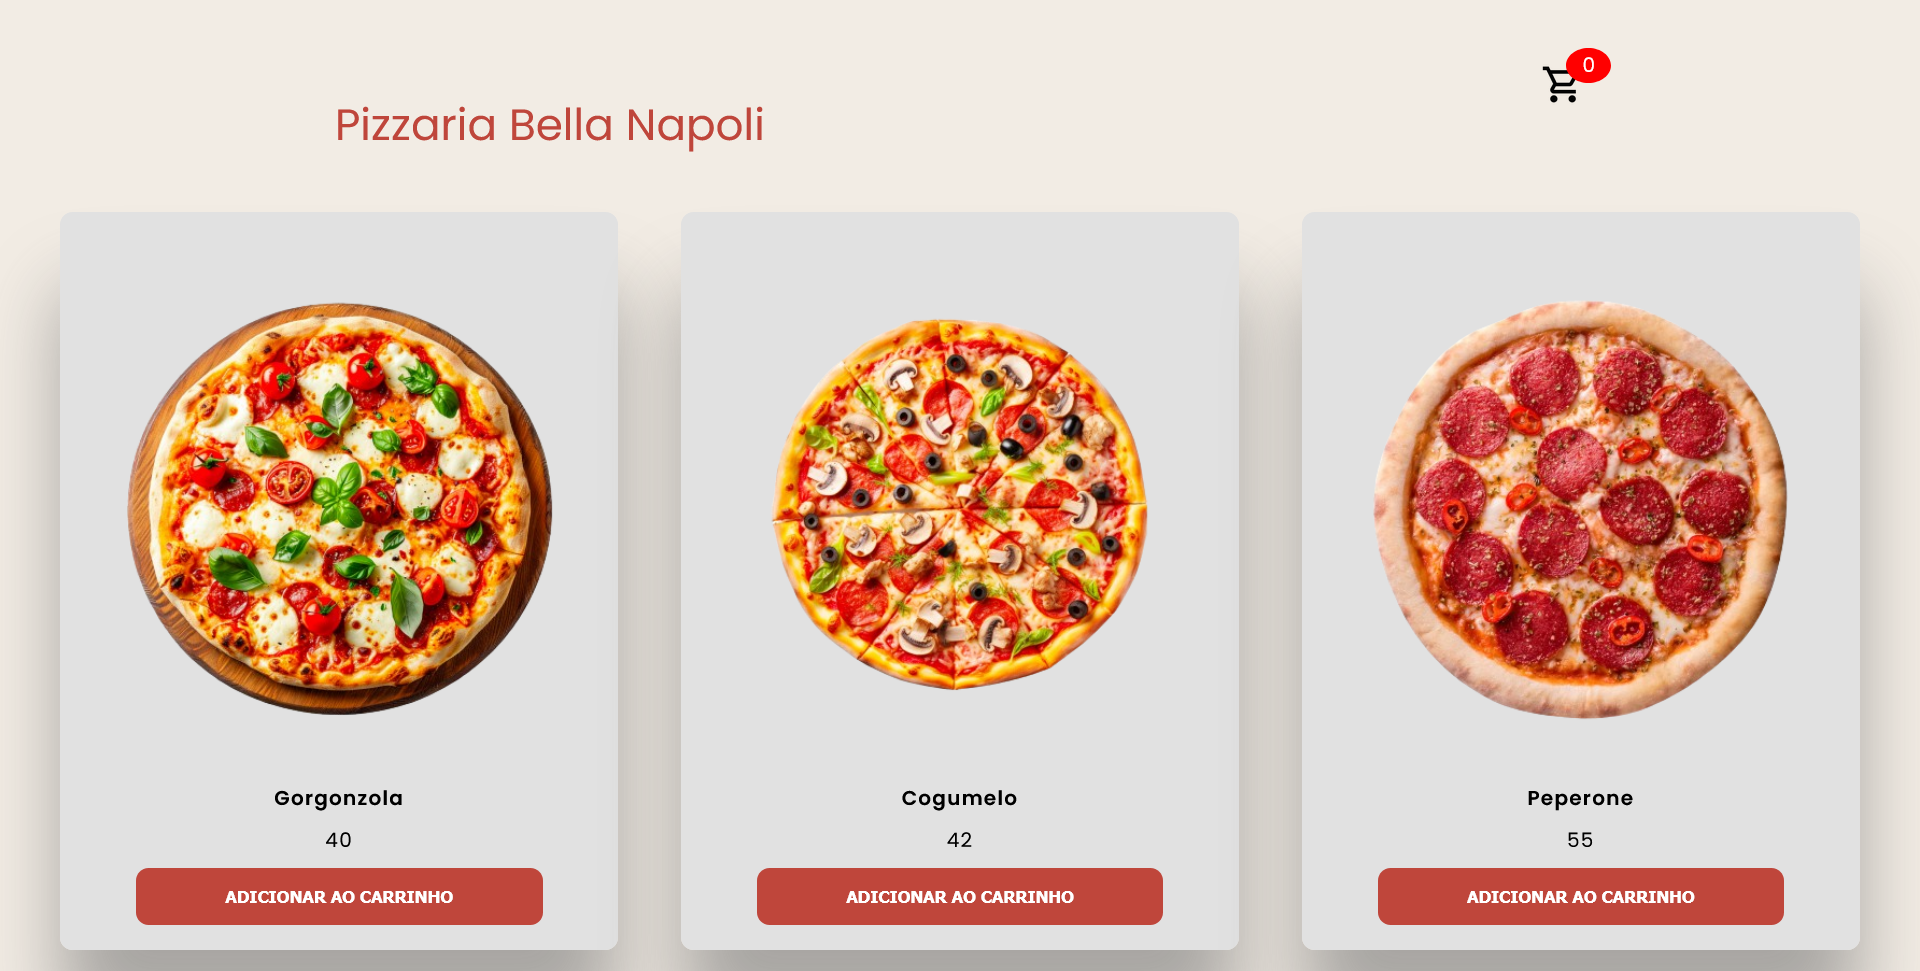 0
Pizzaria Bella Napoli
Gorgonzola
40
ADICIONAR AO CARRINHO
Cogumelo
42
ADICIONAR AO CARRINHO
Peperone
55
ADICIONAR AO CARRINHO